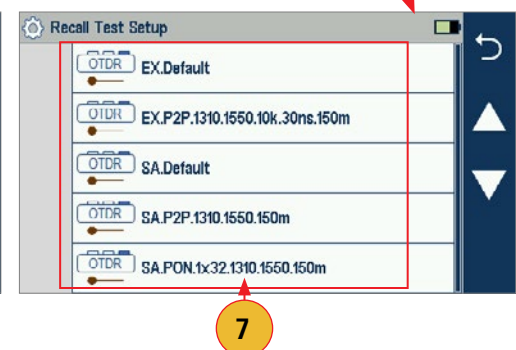 Recall Test Setup
OTDR EX.Default
OTDR EX.P2P.1310.1550.10k.30ns.150m
OTDR SA.Default
OTDR SA.P2P.1310.1550.150m
OTDR SA.PON.1x32.1310.1550.150m
7